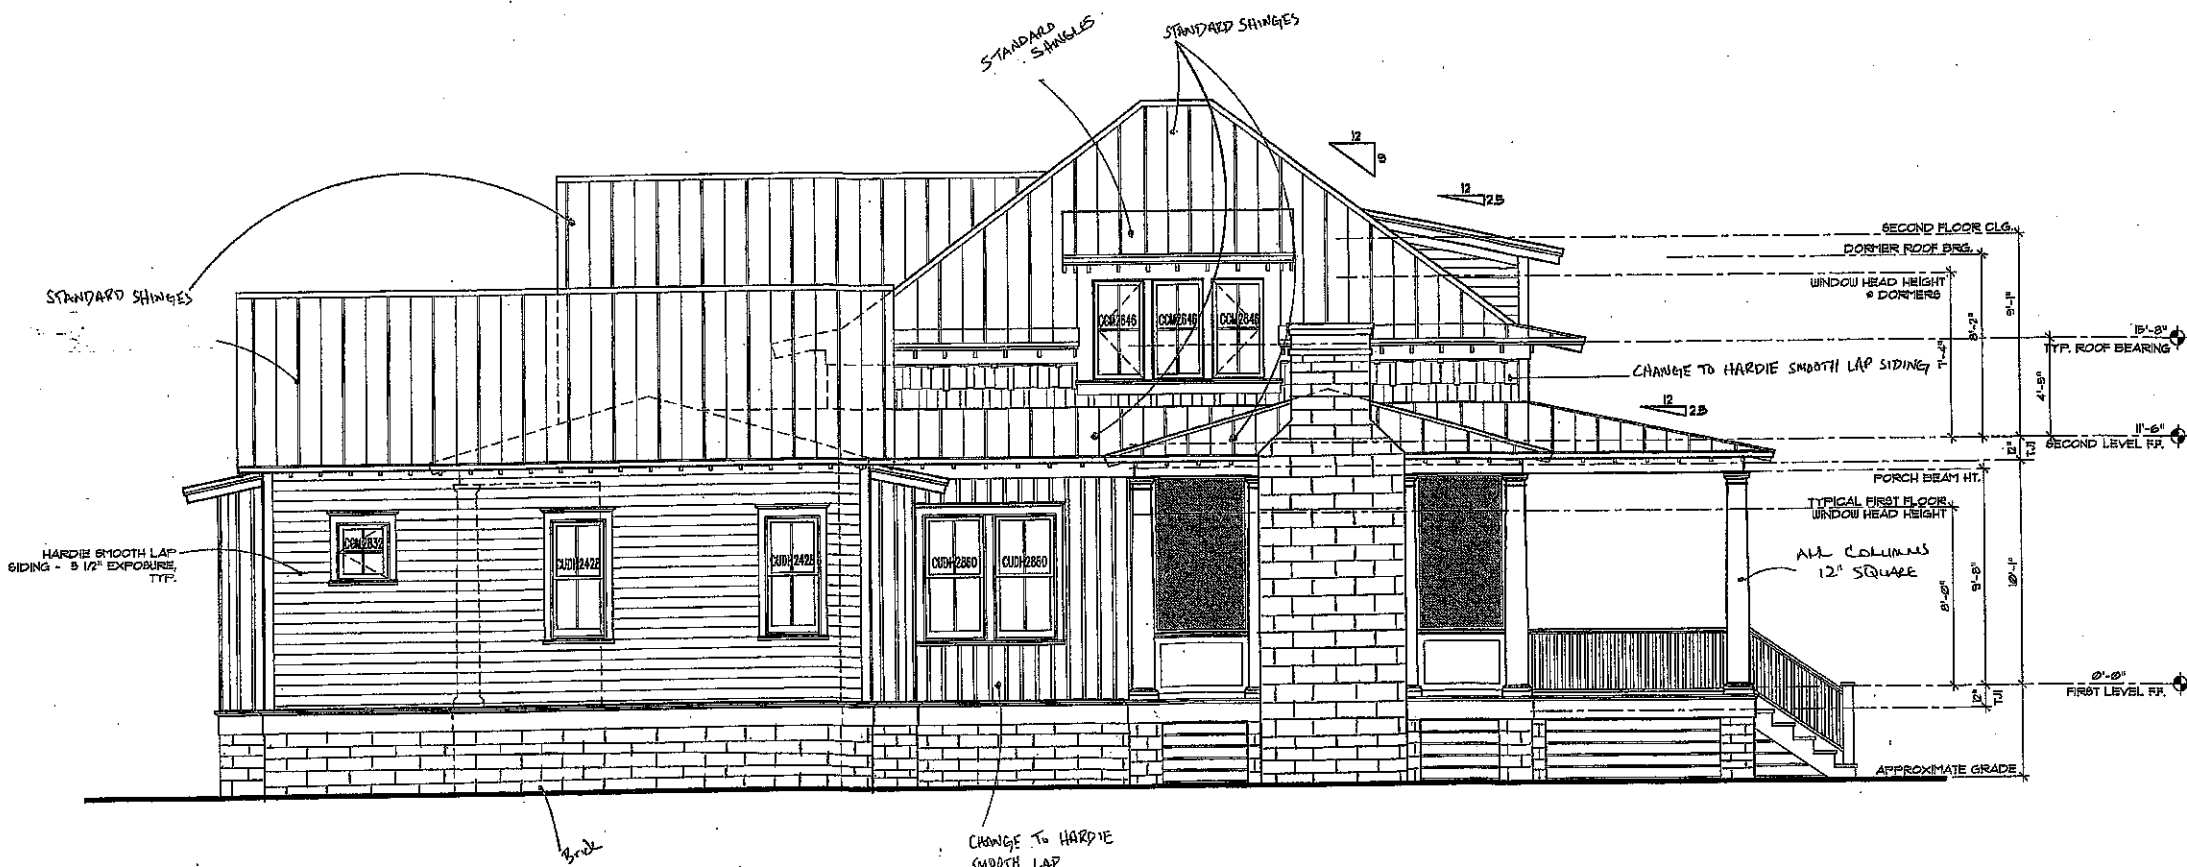 STANDARD
SHINGLES
STANDARD SHINGES
12
12
2.5
SECOND FLOOR CLG.
DORMER ROOF BRG.
WINDOW HEAD HEIGHT
@ DORMERS
9'-1"
8'-2"
7'-4"
STANDARD SHINGES
CCM2646
CCM2646
CCM2646
15'-8"
TYP. ROOF BEARING
CHANGE TO HARDIE SMOOTH LAP SIDING
4'-5"
12
2.5
11'-6"
SECOND LEVEL F.F.
12"
TJI
PORCH BEAM HT.
TYPICAL FIRST FLOOR
WINDOW HEAD HEIGHT
ALL COLUMNS
12" SQUARE
8'-0"
9'-8"
10'-1"
HARDIE SMOOTH LAP
SIDING - 5 1/2" EXPOSURE,
TYP.
CCM2832
CUDH2428
CUDH2428
CUDH2860
CUDH2860
0'-0"
FIRST LEVEL F.F.
12"
TJI
APPROXIMATE GRADE
Brick
CHANGE TO HARDIE
SMOOTH LAP